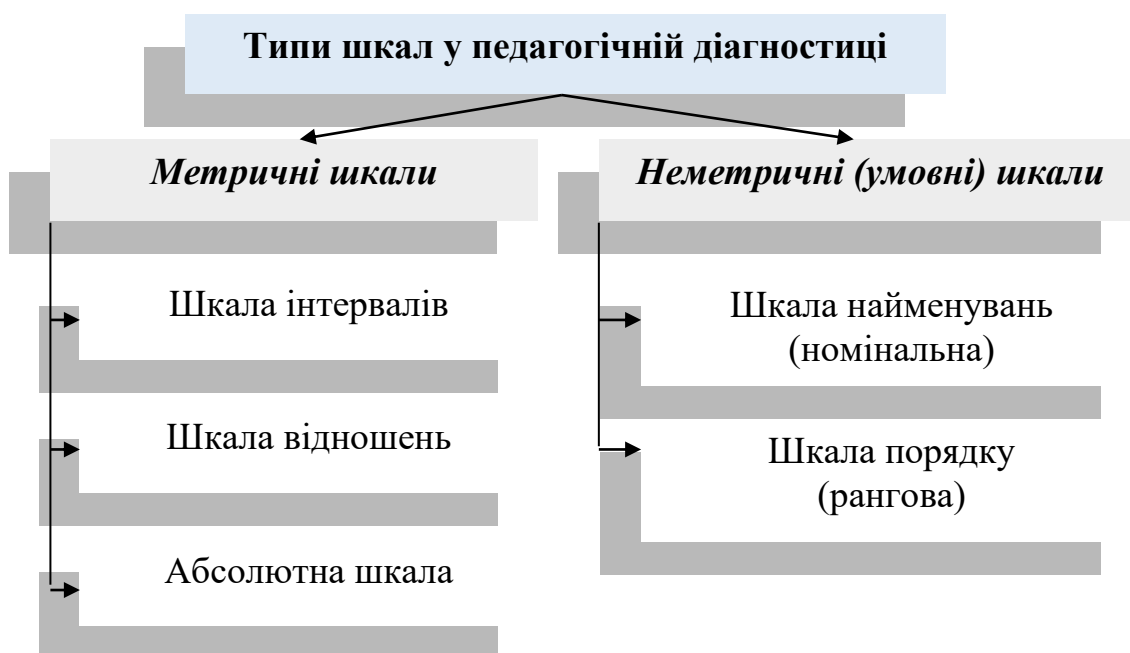 Типи шкал у педагогічній діагностиці
Метричні шкали
Шкала інтервалів
Шкала відношень
Абсолютна шкала
Неметричні (умовні) шкали
Шкала найменувань
(номінальна)
Шкала порядку
(рангова)